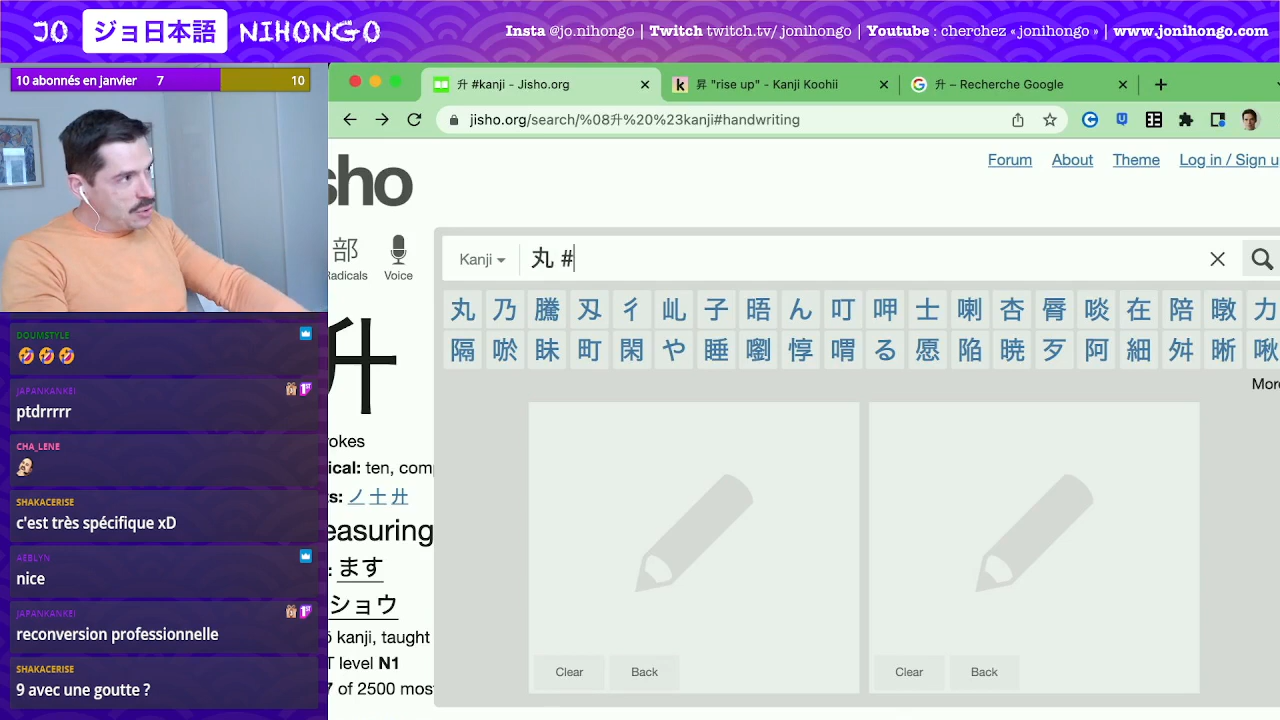 JO ジョ日本語 NIHONGO
Insta @jo.nihongo | Twitch twitch.tv/ jonihongo | Youtube : cherchez « jonihongo » | www.jonihongo.com
10 abonnés en janvier 7 10
升 #kanji - Jisho.org
昇 "rise up" - Kanji Koohii
升 – Recherche Google
jisho.org/search/%08升%20%23kanji#handwriting
Forum About Theme Log in / Sign u
sho
部
Radicals
Voice
Kanji
丸 #
丸 乃 騰 刄 彳 乢 子 晤 ん 叮 呷 士 喇 杏 脣 啖 在 陪 暾 力
隔 唹 昧 町 閑 や 睡 嚠 惇 喟 る 愿 陥 暁 歹 阿 細 舛 晰 啾
More
升
okes
ical: ten, comp
s: ノ 土 廾
easuring
: ます
ショウ
kanji, taught
T level N1
7 of 2500 mos
Clear Back
Clear Back
DOUMSTYLE
JAPANKANKEI
ptdrrrrr
CHA_LENE
SHAKACERISE
c'est très spécifique xD
AEBLYN
nice
JAPANKANKEI
reconversion professionnelle
SHAKACERISE
9 avec une goutte ?